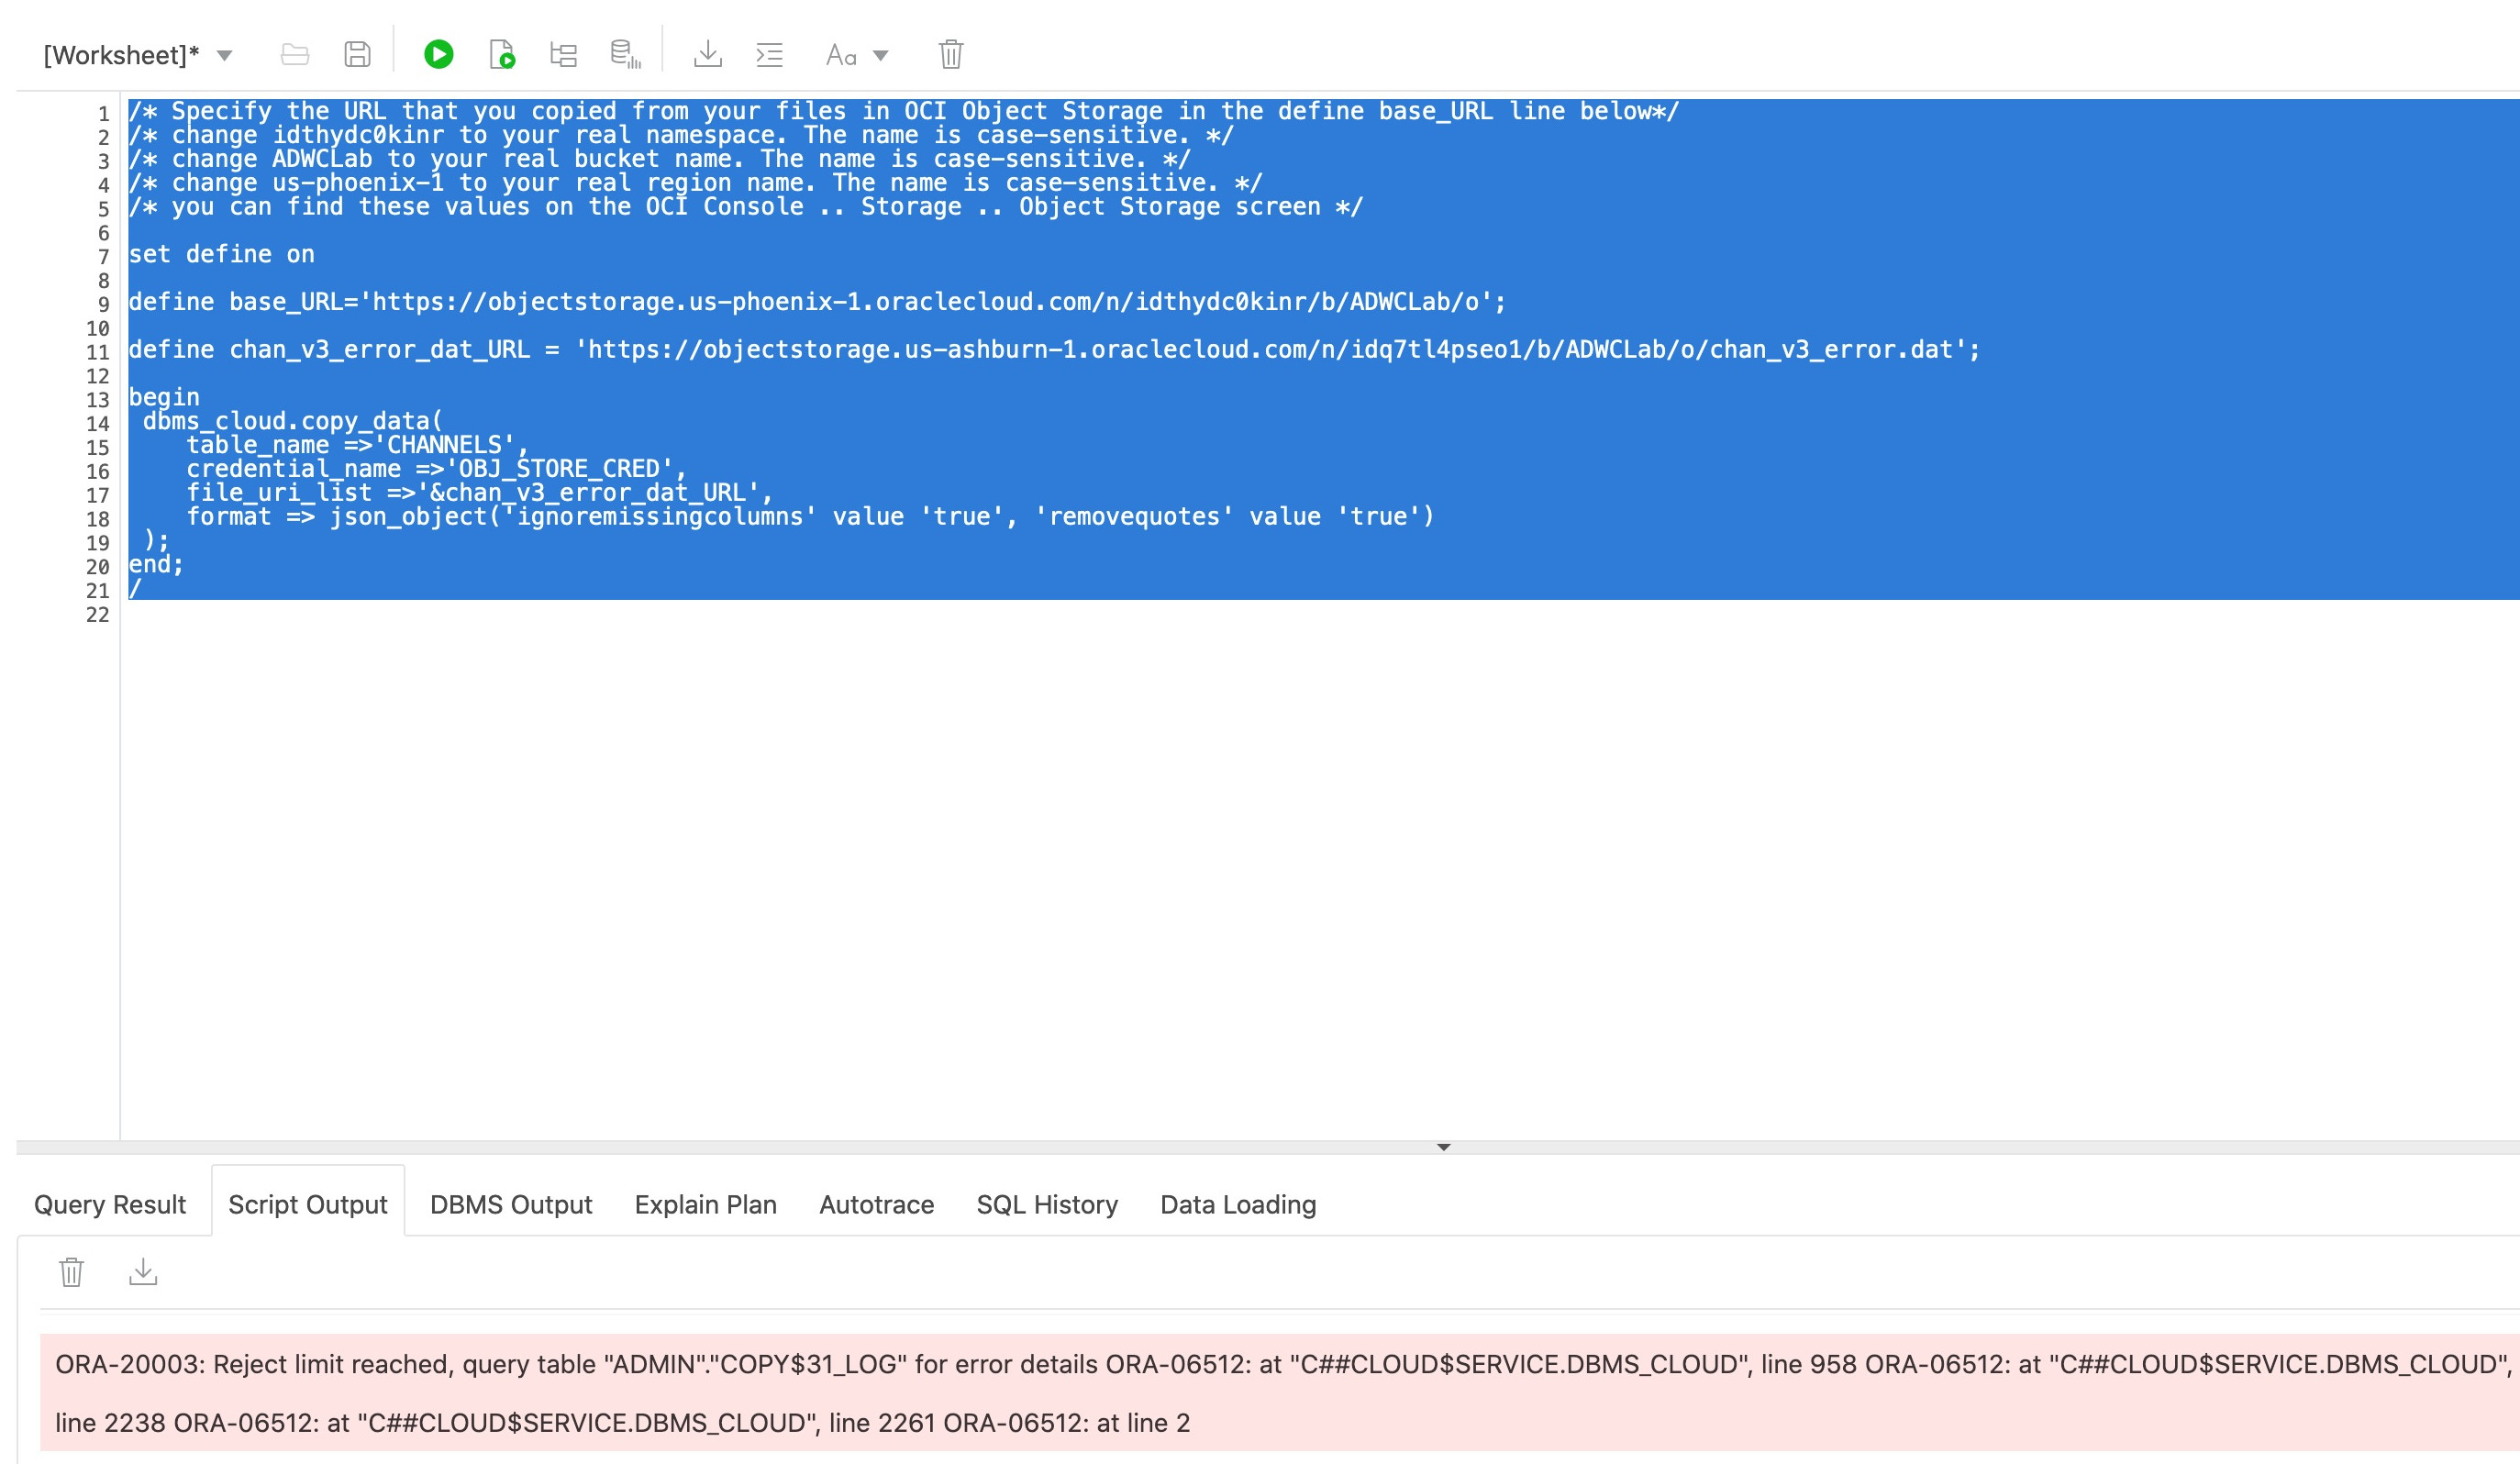 [Worksheet]*
Aa
1 /* Specify the URL that you copied from your files in OCI Object Storage in the define base_URL line below*/
2 /* change idthydc0kinr to your real namespace. The name is case-sensitive. */
3 /* change ADWCLab to your real bucket name. The name is case-sensitive. */
4 /* change us-phoenix-1 to your real region name. The name is case-sensitive. */
5 /* you can find these values on the OCI Console .. Storage .. Object Storage screen */
6
7 set define on
8
9 define base_URL='https://objectstorage.us-phoenix-1.oraclecloud.com/n/idthydc0kinr/b/ADWCLab/o';
10
11 define chan_v3_error_dat_URL = 'https://objectstorage.us-ashburn-1.oraclecloud.com/n/idq7tl4pseo1/b/ADWCLab/o/chan_v3_error.dat';
12
13 begin
14  dbms_cloud.copy_data(
15     table_name =>'CHANNELS',
16     credential_name =>'OBJ_STORE_CRED',
17     file_uri_list =>'&chan_v3_error_dat_URL',
18     format => json_object('ignoremissingcolumns' value 'true', 'removequotes' value 'true')
19  );
20 end;
21 /
22
Query Result Script Output DBMS Output Explain Plan Autotrace SQL History Data Loading
ORA-20003: Reject limit reached, query table "ADMIN"."COPY$31_LOG" for error details ORA-06512: at "C##CLOUD$SERVICE.DBMS_CLOUD", line 958 ORA-06512: at "C##CLOUD$SERVICE.DBMS_CLOUD",
line 2238 ORA-06512: at "C##CLOUD$SERVICE.DBMS_CLOUD", line 2261 ORA-06512: at line 2